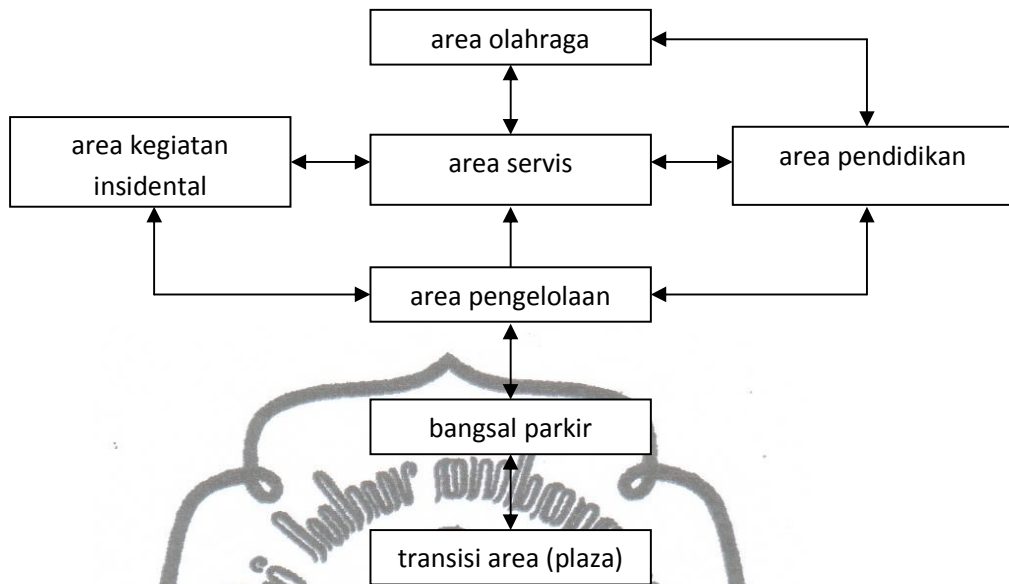 area olahraga
area kegiatan
insidental
area servis
area pendidikan
area pengelolaan
bangsal parkir
transisi area (plaza)